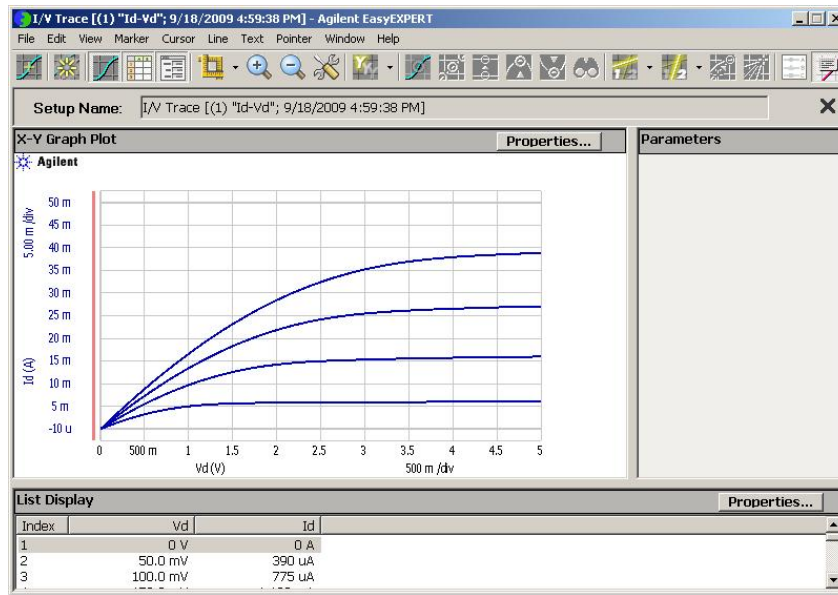 I/V Trace [(1) "Id-Vd"; 9/18/2009 4:59:38 PM] - Agilent EasyEXPERT
File Edit View Marker Cursor Line Text Pointer Window Help
Setup Name: I/V Trace [(1) "Id-Vd"; 9/18/2009 4:59:38 PM]
X-Y Graph Plot
Properties...
Parameters
Agilent
5.00 m /div
Id (A)
50 m
45 m
40 m
35 m
30 m
25 m
20 m
15 m
10 m
5 m
-10 u
0 500 m 1 1.5 2 2.5 3 3.5 4 4.5 5
Vd (V) 500 m /div
List Display
Properties...
Index Vd Id
1 0 V 0 A
2 50.0 mV 390 uA
3 100.0 mV 775 uA